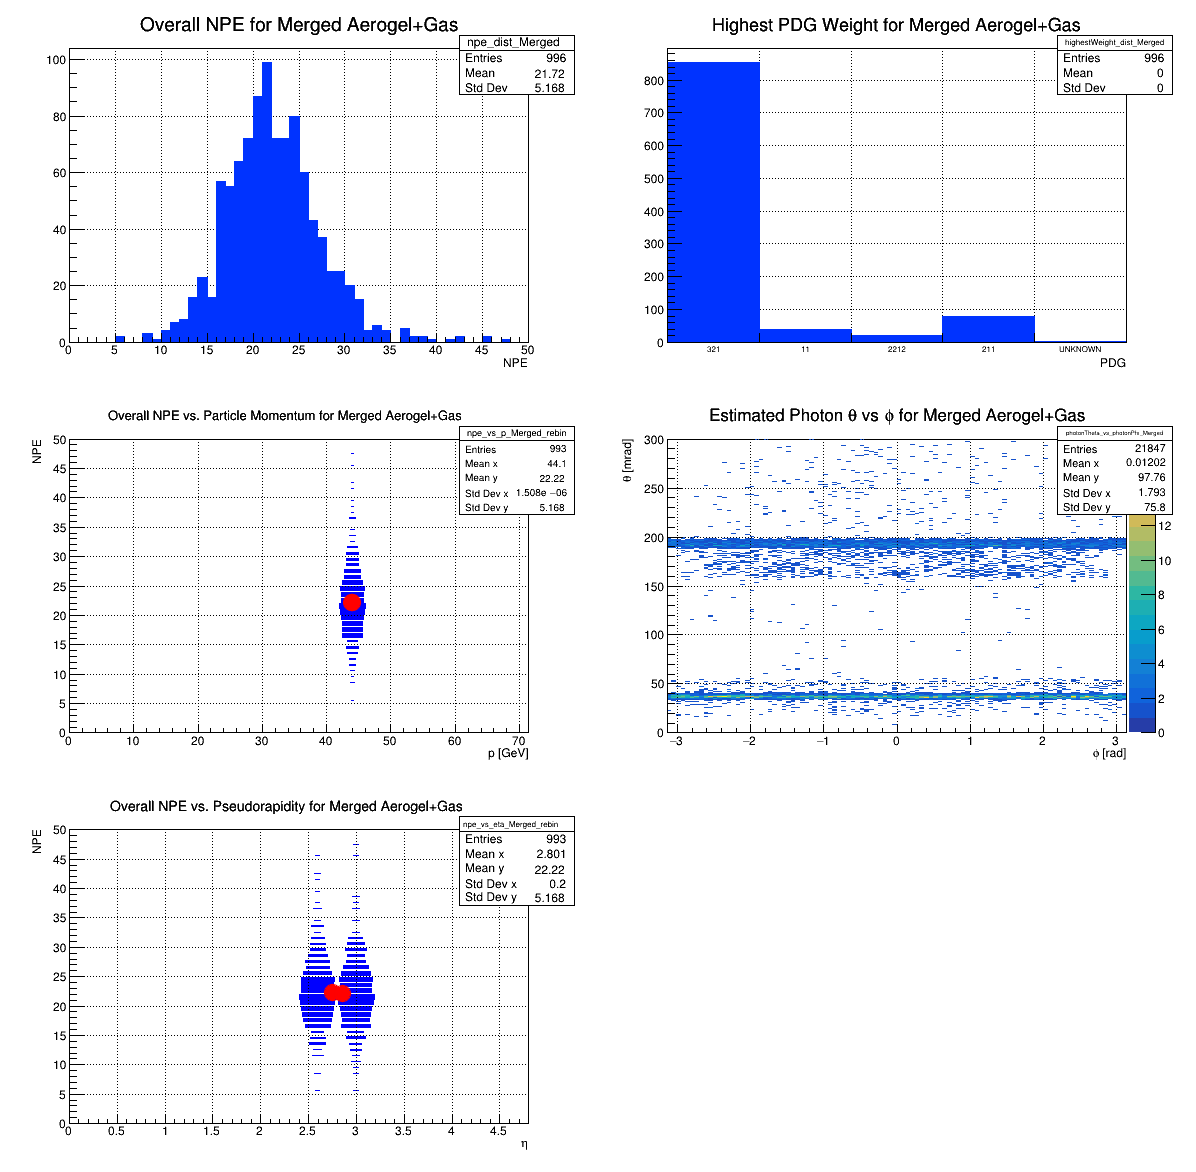 Overall NPE for Merged Aerogel+Gas
npe_dist_Merged
Entries 996
Mean 21.72
Std Dev 5.168
100
80
60
40
20
0
0 5 10 15 20 25 30 35 40 45 50
NPE
Highest PDG Weight for Merged Aerogel+Gas
highestWeight_dist_Merged
Entries 996
Mean 0
Std Dev 0
800
700
600
500
400
300
200
100
0
321 11 2212 211 UNKNOWN
PDG
Overall NPE vs. Particle Momentum for Merged Aerogel+Gas
NPE
npe_vs_p_Merged_rebin
Entries 993
Mean x 44.1
Mean y 22.22
Std Dev x 1.508e −06
Std Dev y 5.168
50
45
40
35
30
25
20
15
10
5
0
0 10 20 30 40 50 60 70
p [GeV]
Estimated Photon θ vs ϕ for Merged Aerogel+Gas
θ [mrad]
photonTheta_vs_photonPhi_Merged
Entries 21847
Mean x 0.01202
Mean y 97.76
Std Dev x 1.793
Std Dev y 75.8
300
250
200
150
100
50
0
−3 −2 −1 0 1 2 3
ϕ [rad]
12
10
8
6
4
2
0
Overall NPE vs. Pseudorapidity for Merged Aerogel+Gas
NPE
npe_vs_eta_Merged_rebin
Entries 993
Mean x 2.801
Mean y 22.22
Std Dev x 0.2
Std Dev y 5.168
50
45
40
35
30
25
20
15
10
5
0
0 0.5 1 1.5 2 2.5 3 3.5 4 4.5
η